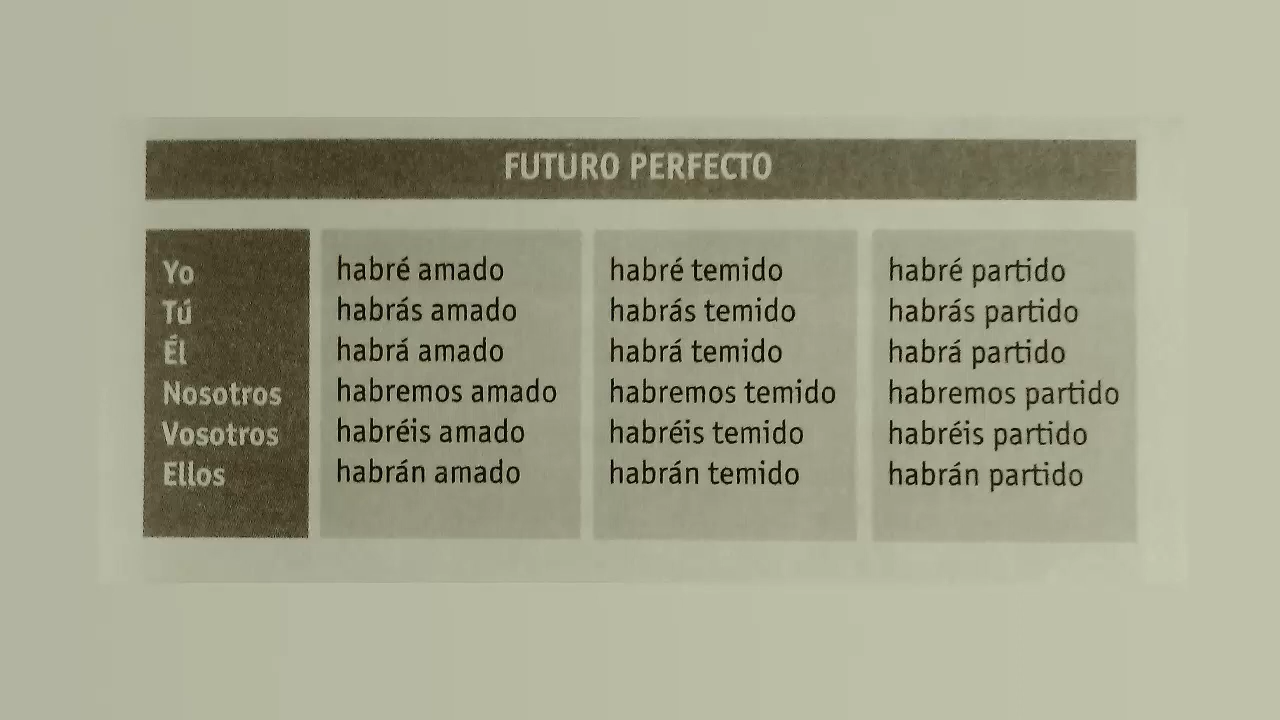 FUTURO PERFECTO
Yo habré amado habré temido habré partido
Tú habrás amado habrás temido habrás partido
Él habrá amado habrá temido habrá partido
Nosotros habremos amado habremos temido habremos partido
Vosotros habréis amado habréis temido habréis partido
Ellos habrán amado habrán temido habrán partido